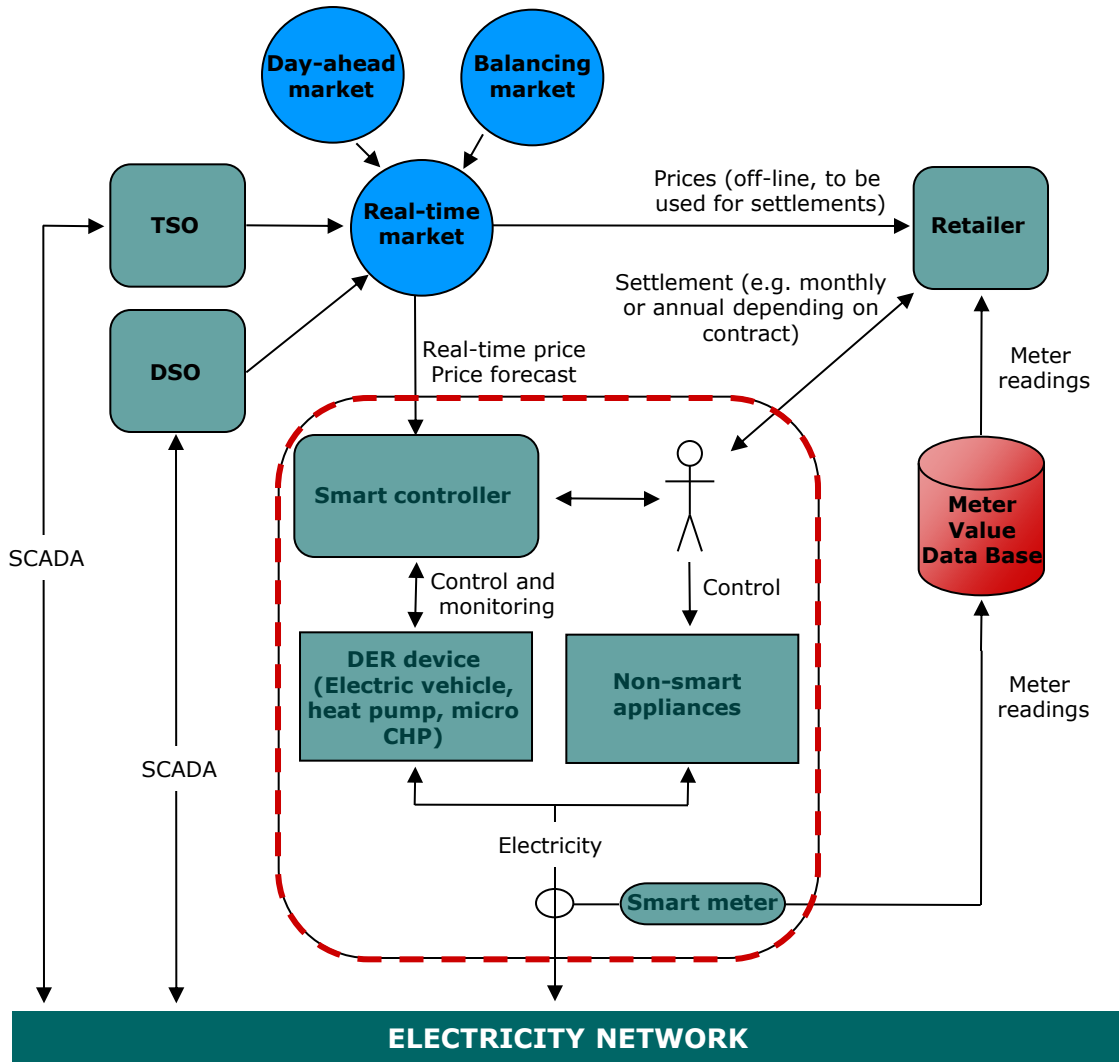 Day-ahead
market
Balancing
market
TSO
Real-time
market
Prices (off-line, to be
used for settlements)
Retailer
Settlement (e.g. monthly
or annual depending on
contract)
DSO
Real-time price
Price forecast
Meter
readings
Smart controller
Meter
Value
Data Base
SCADA
Control and
monitoring
Control
DER device
(Electric vehicle,
heat pump, micro
CHP)
Non-smart
appliances
Meter
readings
SCADA
Electricity
Smart meter
ELECTRICITY NETWORK